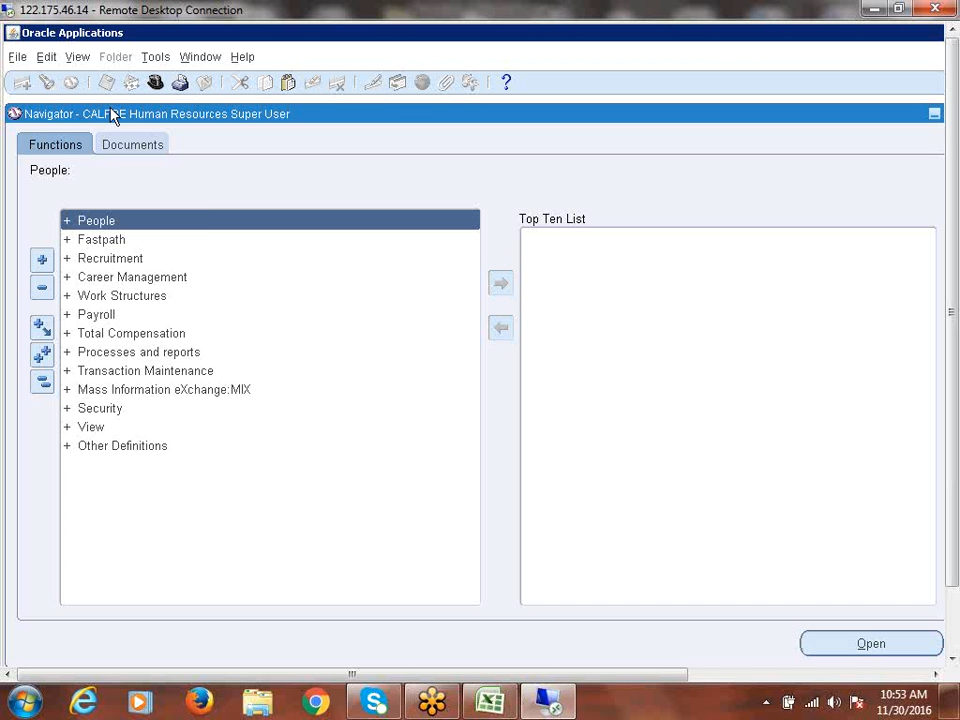 122.175.46.14 - Remote Desktop Connection
Oracle Applications
File Edit View Folder Tools Window Help
Navigator - Human Resources Super User
Functions Documents
People:
+ People
Top Ten List
+ Fastpath
+ Recruitment
+ Career Management
+ Work Structures
+ Payroll
+ Total Compensation
+ Processes and reports
+ Transaction Maintenance
+ Mass Information eXchange:MIX
+ Security
+ View
+ Other Definitions
Open
10:53 AM
11/30/2016